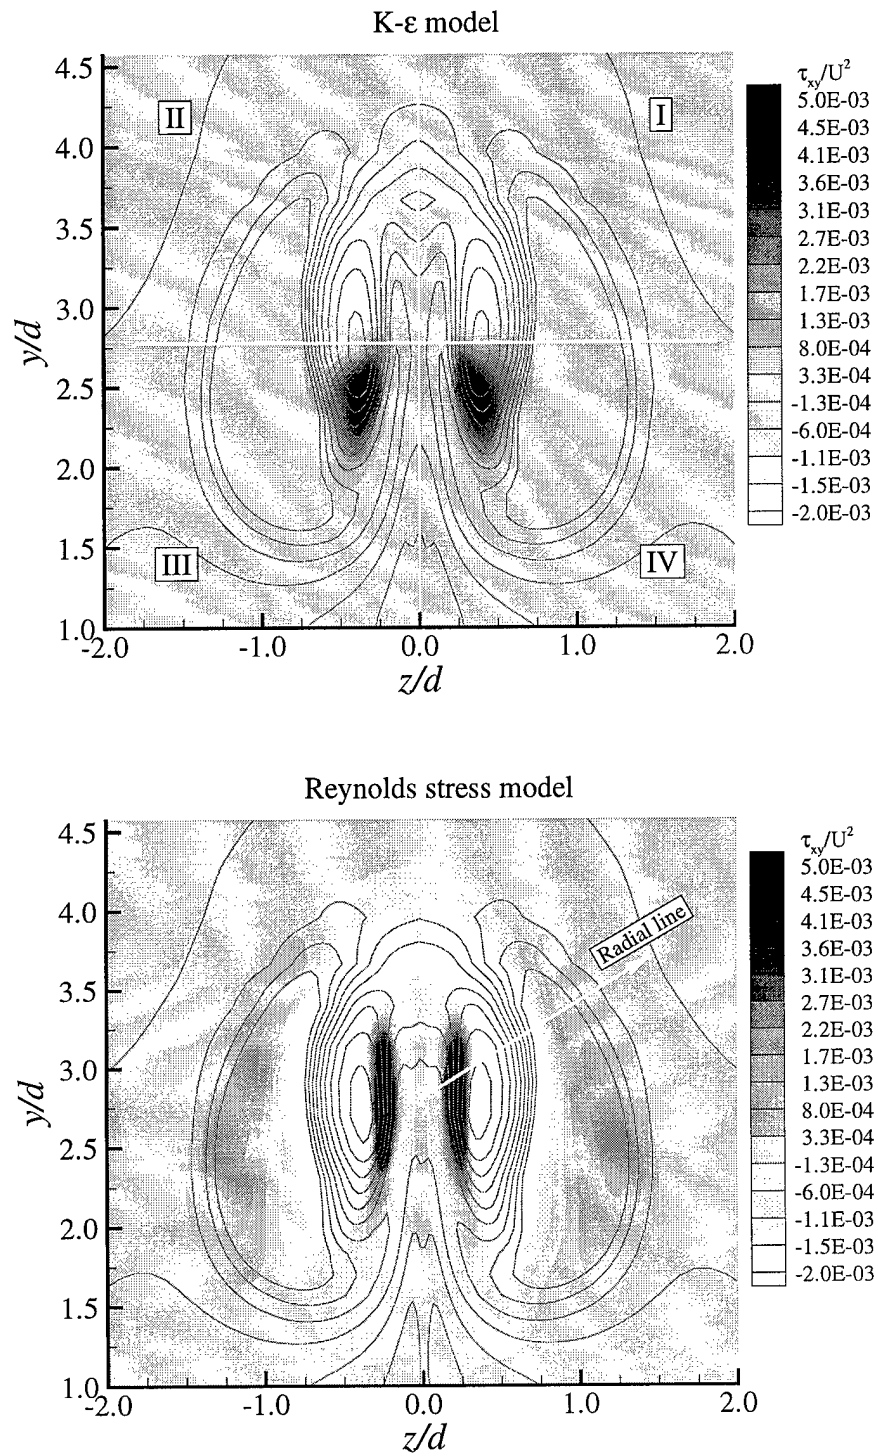 K-ε model
4.5
4.0
3.5
3.0
2.5
2.0
1.5
1.0
y/d
II
I
III
IV
-2.0
-1.0
0.0
1.0
2.0
z/d
τxy/U²
5.0E-03
4.5E-03
4.1E-03
3.6E-03
3.1E-03
2.7E-03
2.2E-03
1.7E-03
1.3E-03
8.0E-04
3.3E-04
-1.3E-04
-6.0E-04
-1.1E-03
-1.5E-03
-2.0E-03
Reynolds stress model
4.5
4.0
3.5
3.0
2.5
2.0
1.5
1.0
y/d
Radial line
-2.0
-1.0
0.0
1.0
2.0
z/d
τxy/U²
5.0E-03
4.5E-03
4.1E-03
3.6E-03
3.1E-03
2.7E-03
2.2E-03
1.7E-03
1.3E-03
8.0E-04
3.3E-04
-1.3E-04
-6.0E-04
-1.1E-03
-1.5E-03
-2.0E-03